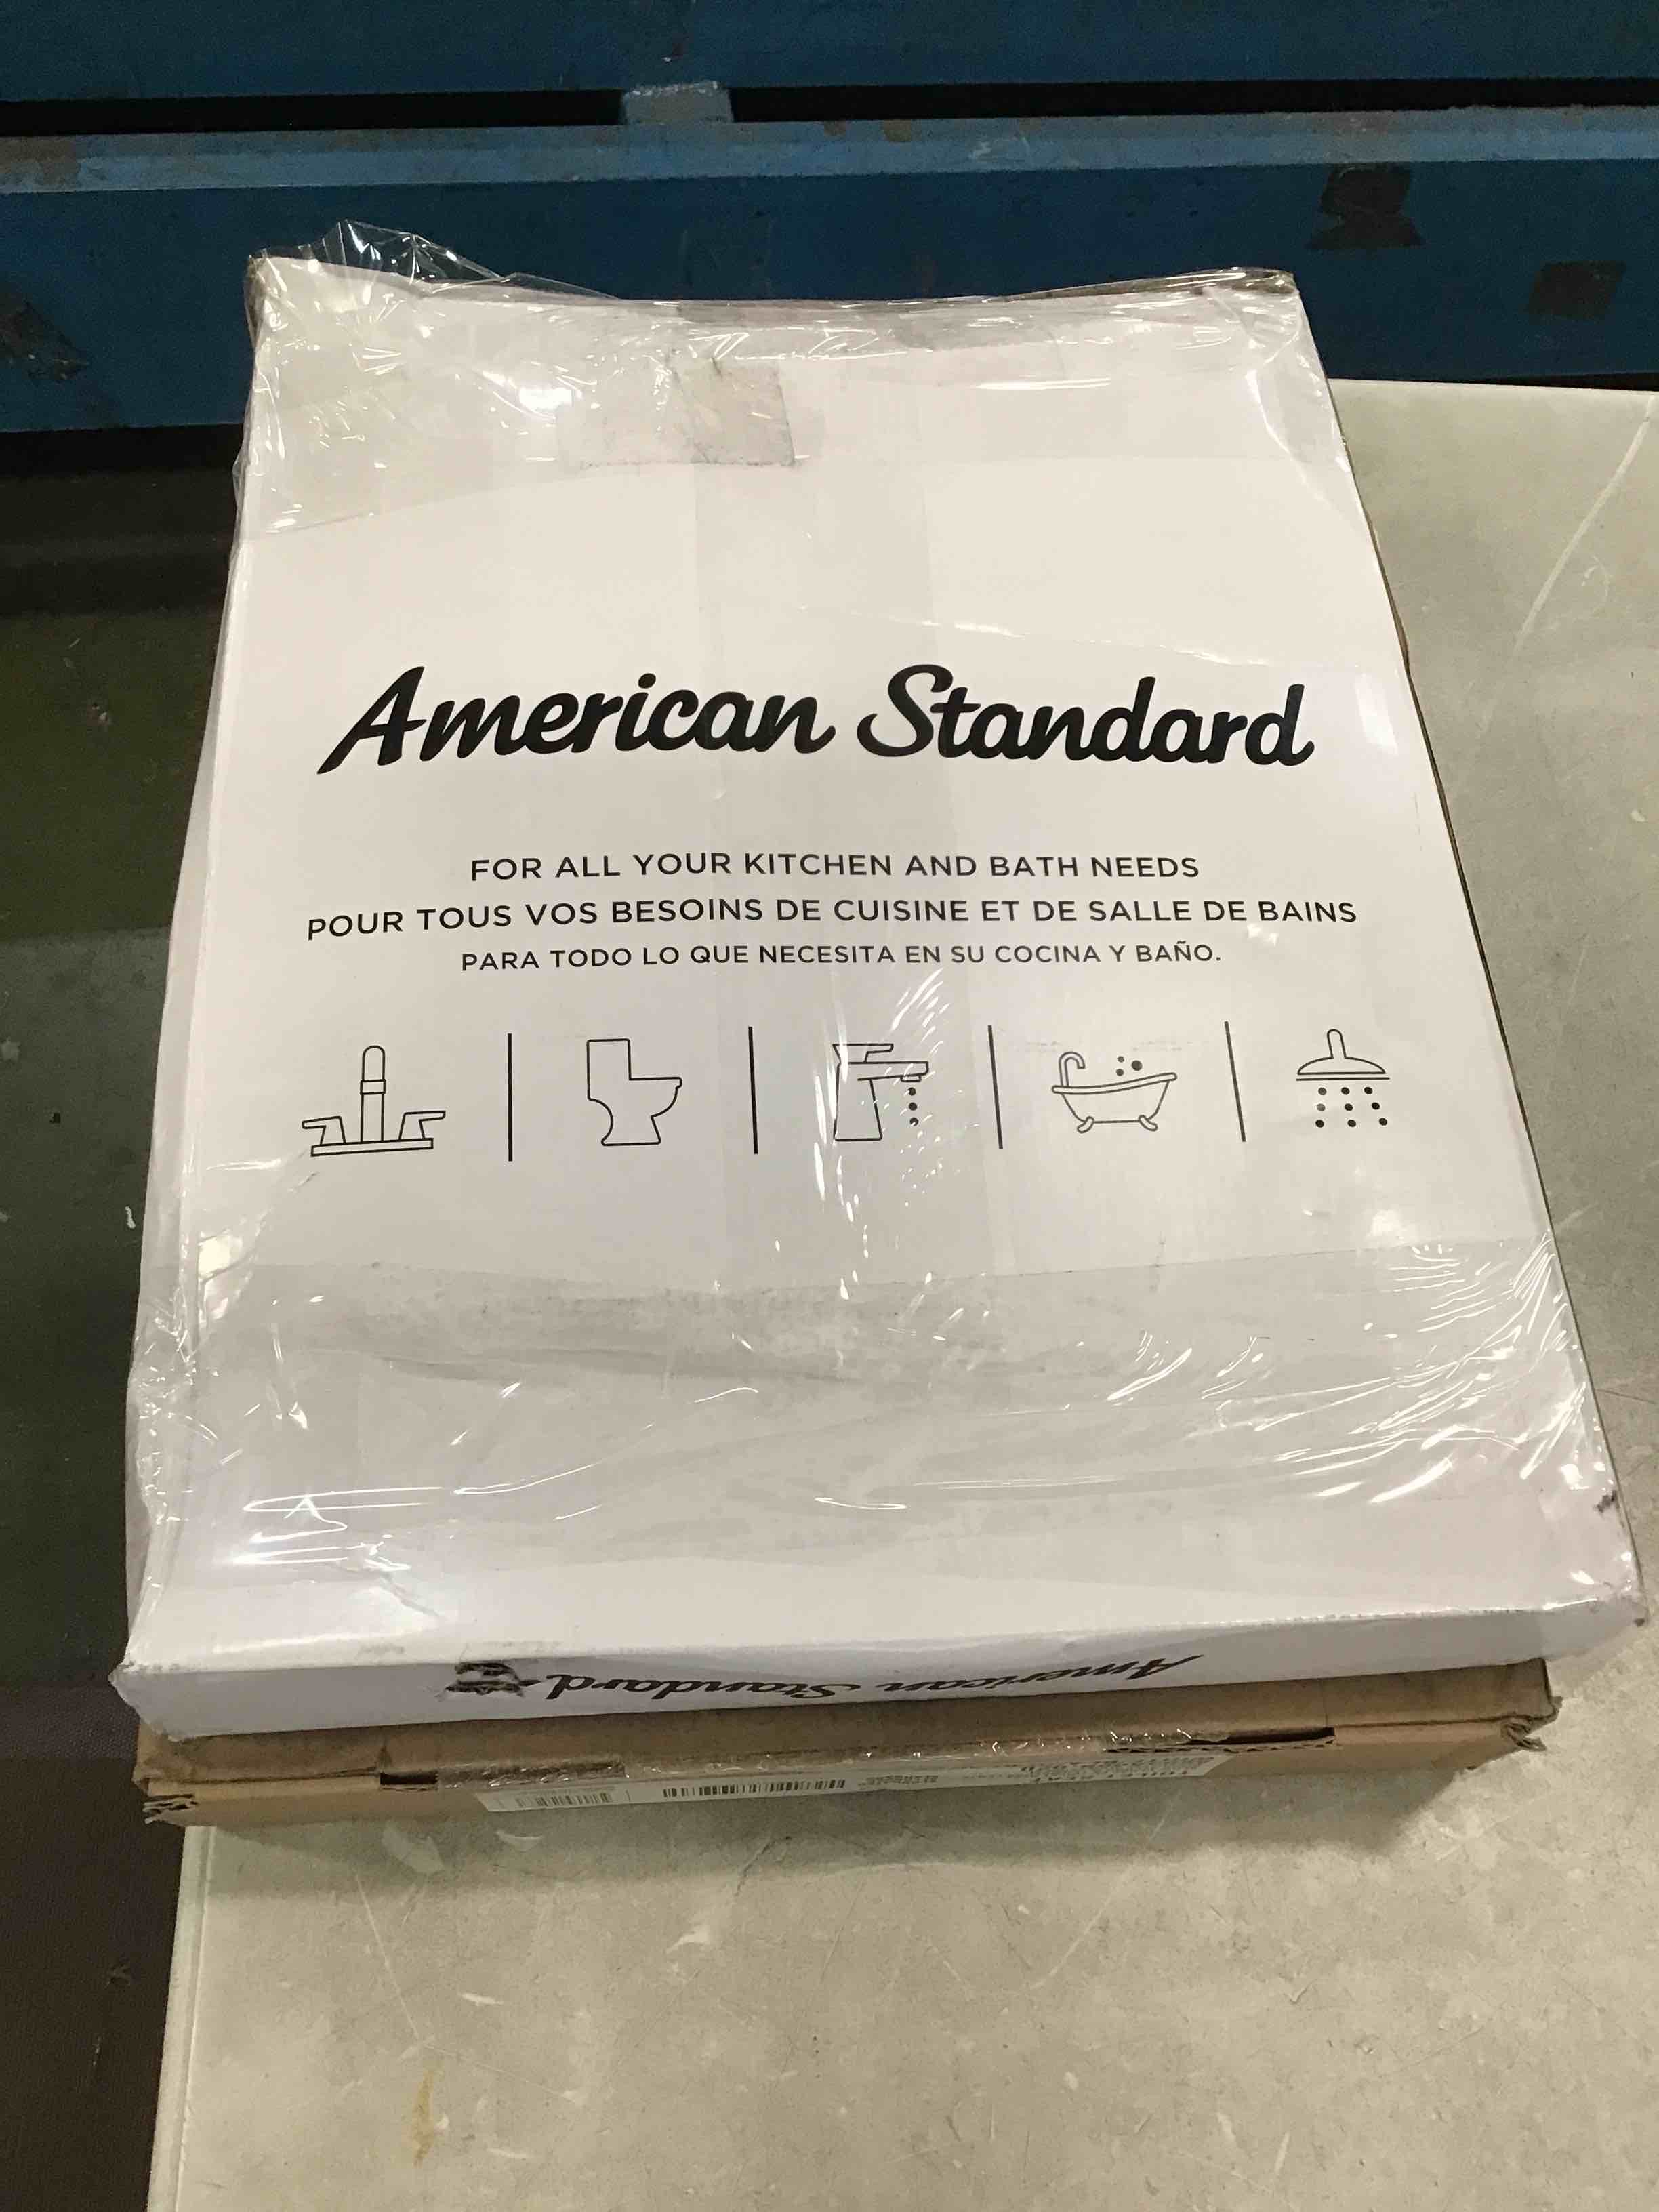 American Standard
FOR ALL YOUR KITCHEN AND BATH NEEDS
POUR TOUS VOS BESOINS DE CUISINE ET DE SALLE DE BAINS
PARA TODO LO QUE NECESITA EN SU COCINA Y BAÑO.
American Standard